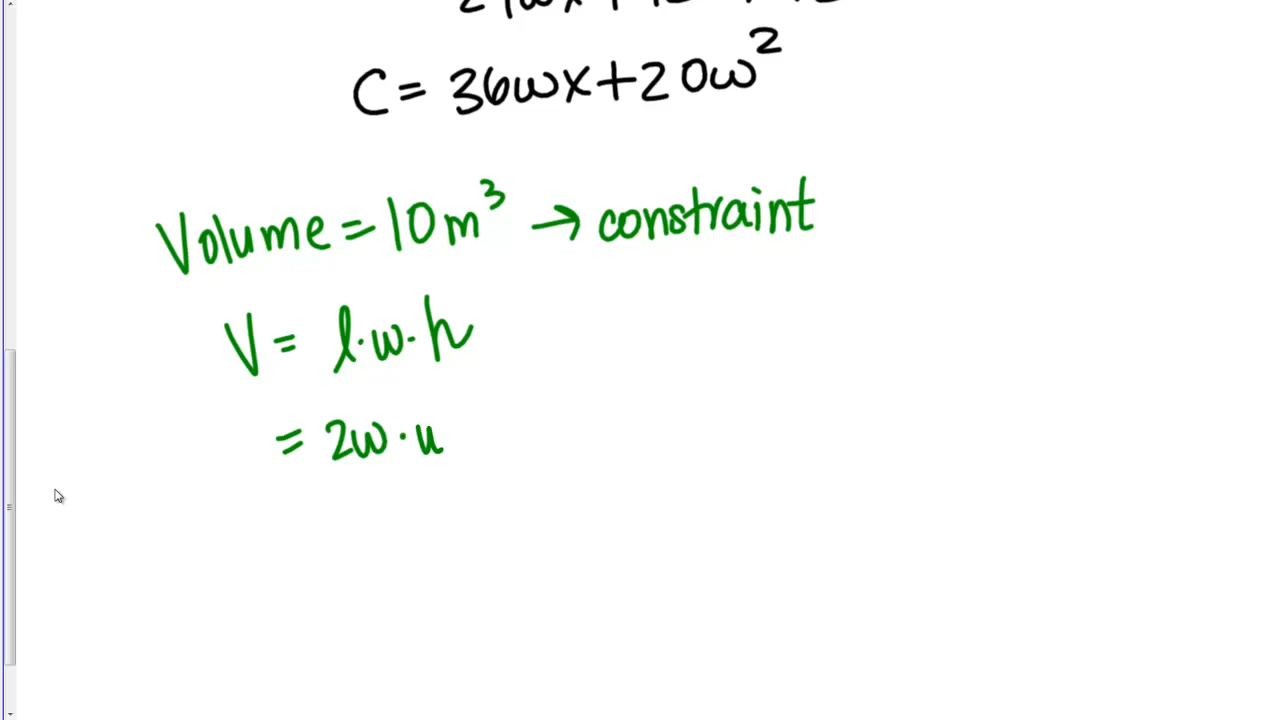 C = 36wx + 20w²
Volume = 10m³ → constraint
V = l · w · h
= 2w · u